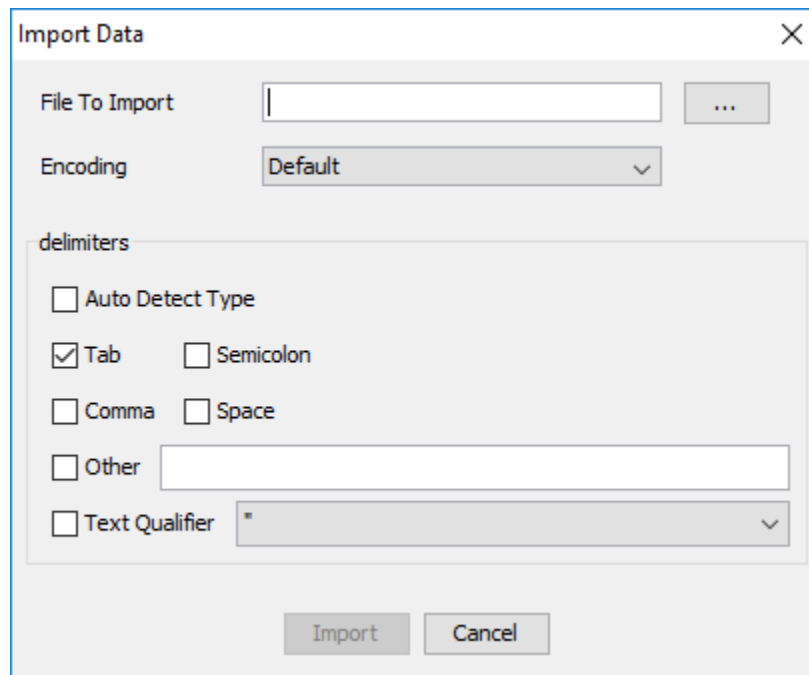 Import Data
File To Import ...
Encoding Default
delimiters
Auto Detect Type
Tab Semicolon
Comma Space
Other
Text Qualifier "
Import Cancel